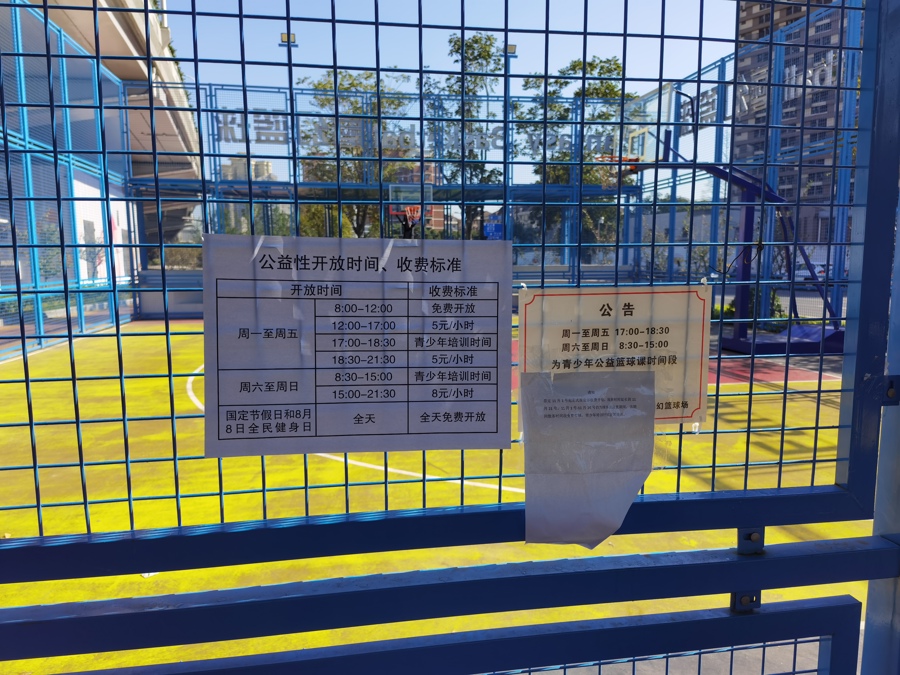 公益性开放时间、收费标准
开放时间 收费标准
周一至周五 8:00-12:00 免费开放
12:00-17:00 5元/小时
17:00-18:30 青少年培训时间
18:30-21:30 5元/小时
周六至周日 8:30-15:00 青少年培训时间
15:00-21:30 8元/小时
国定节假日和8月
8日全民健身日 全天 全天免费开放
公告
周一至周五 17:00-18:30
周六至周日 8:30-15:00
为青少年公益篮球课时间段
幻篮球场